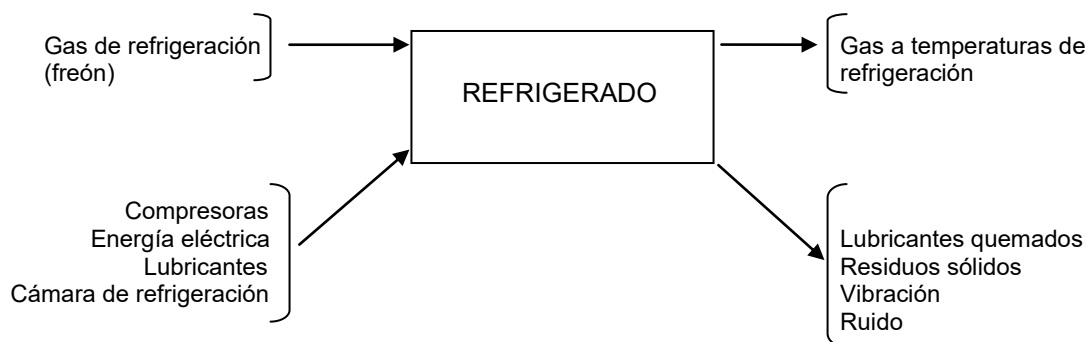 Gas de refrigeración
(freón)
REFRIGERADO
Gas a temperaturas de
refrigeración
Compresoras
Energía eléctrica
Lubricantes
Cámara de refrigeración
Lubricantes quemados
Residuos sólidos
Vibración
Ruido